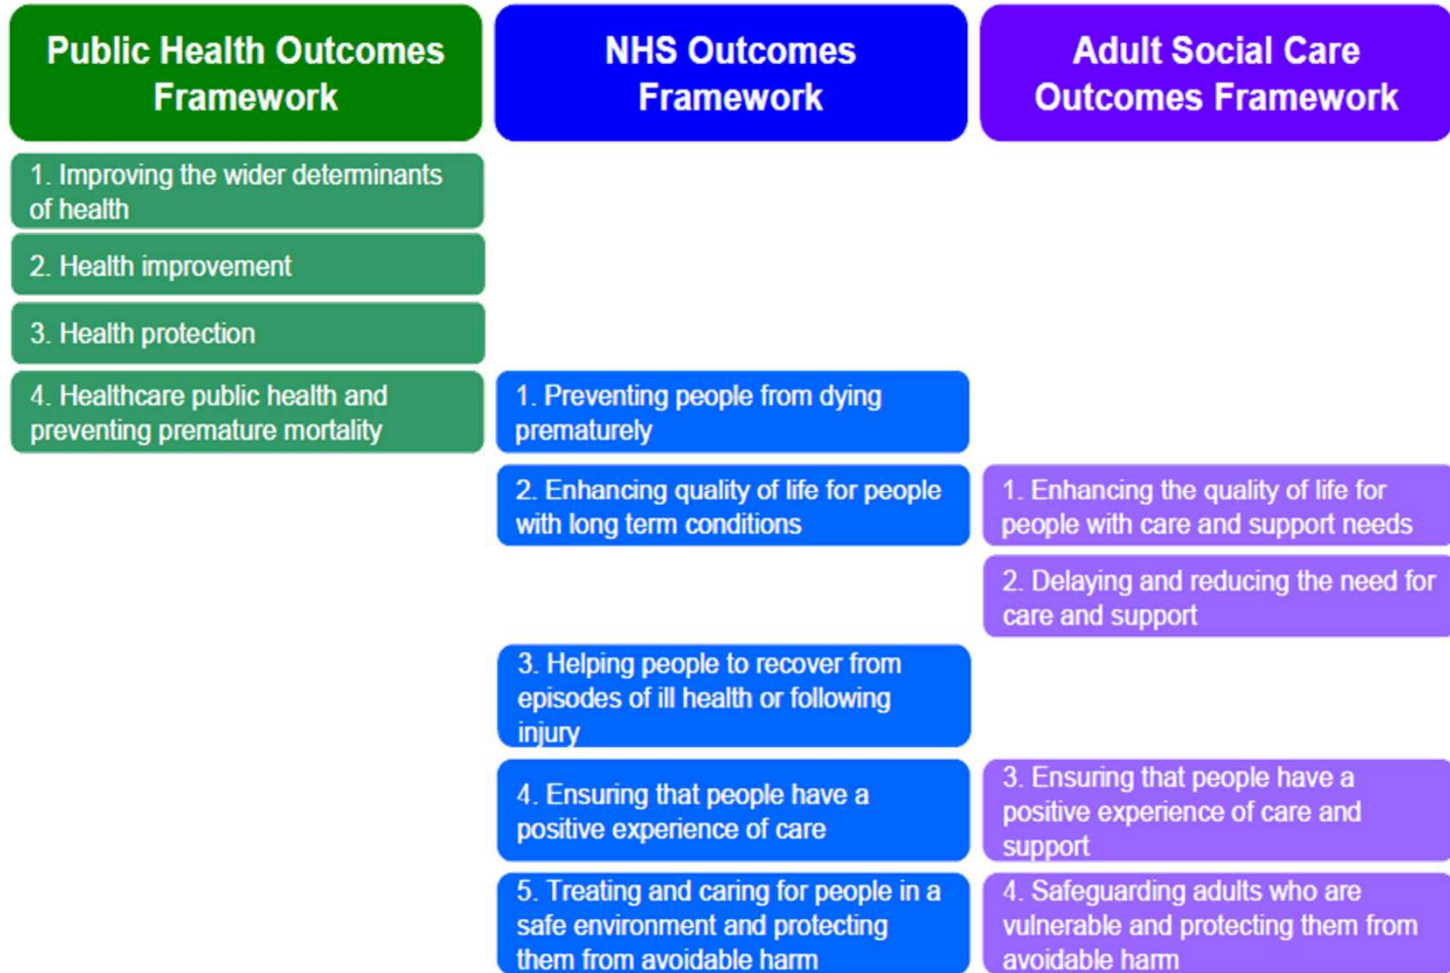 Public Health Outcomes
Framework
NHS Outcomes
Framework
Adult Social Care
Outcomes Framework
1. Improving the wider determinants
of health
2. Health improvement
3. Health protection
4. Healthcare public health and
preventing premature mortality
1. Preventing people from dying
prematurely
2. Enhancing quality of life for people
with long term conditions
3. Helping people to recover from
episodes of ill health or following
injury
4. Ensuring that people have a
positive experience of care
5. Treating and caring for people in a
safe environment and protecting
them from avoidable harm
1. Enhancing the quality of life for
people with care and support needs
2. Delaying and reducing the need for
care and support
3. Ensuring that people have a
positive experience of care and
support
4. Safeguarding adults who are
vulnerable and protecting them from
avoidable harm